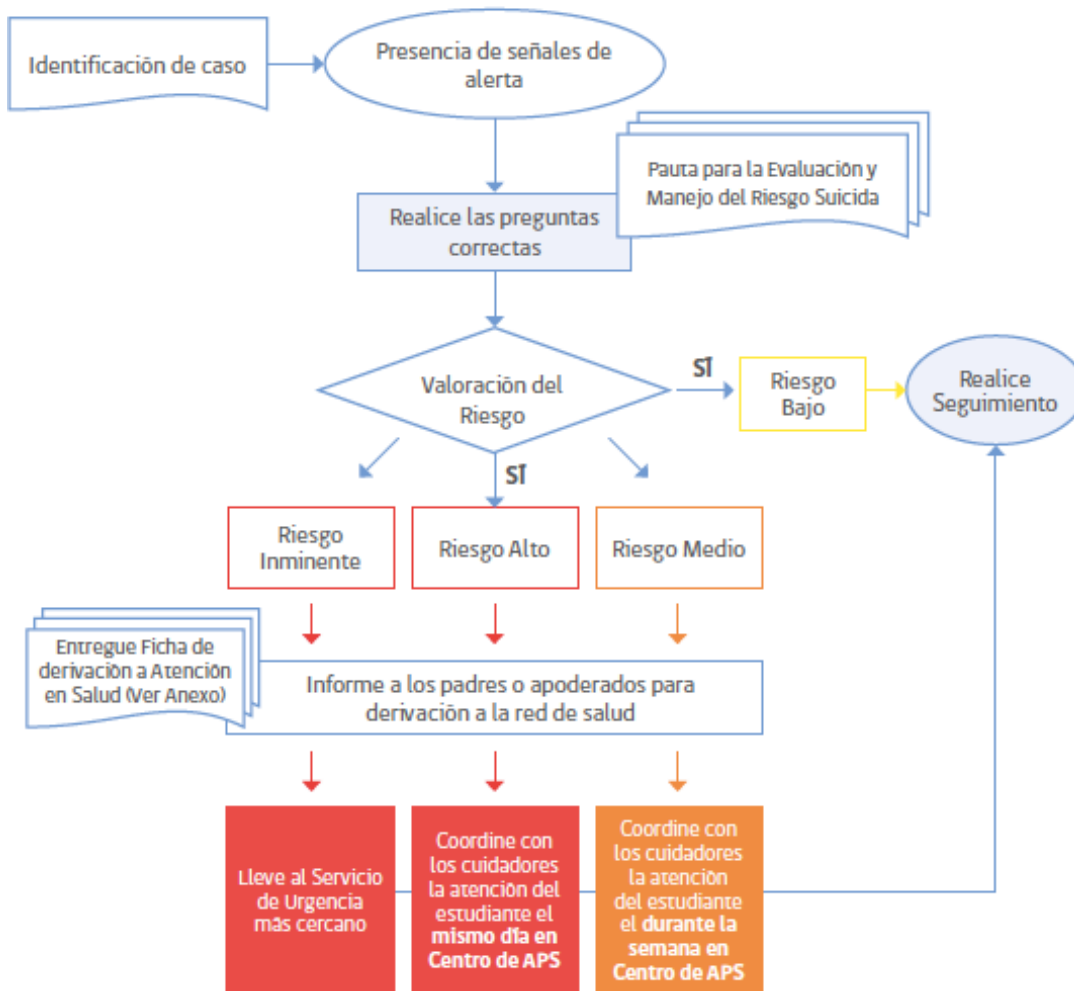 Identificación de caso
Presencia de señales de
alerta
Pauta para la Evaluación y
Manejo del Riesgo Suicida
Realice las preguntas
correctas
Valoración del
Riesgo
SÍ
Riesgo
Bajo
Realice
Seguimiento
SÍ
Riesgo
Inminente
Riesgo Alto
Riesgo Medio
Entregue Ficha de
derivación a Atención
en Salud (Ver Anexo)
Informe a los padres o apoderados para
derivación a la red de salud
Lleve al Servicio
de Urgencia
más cercano
Coordine con
los cuidadores
la atención del
estudiante el
mismo día en
Centro de APS
Coordine con
los cuidadores
la atención
del estudiante
el durante la
semana en
Centro de APS